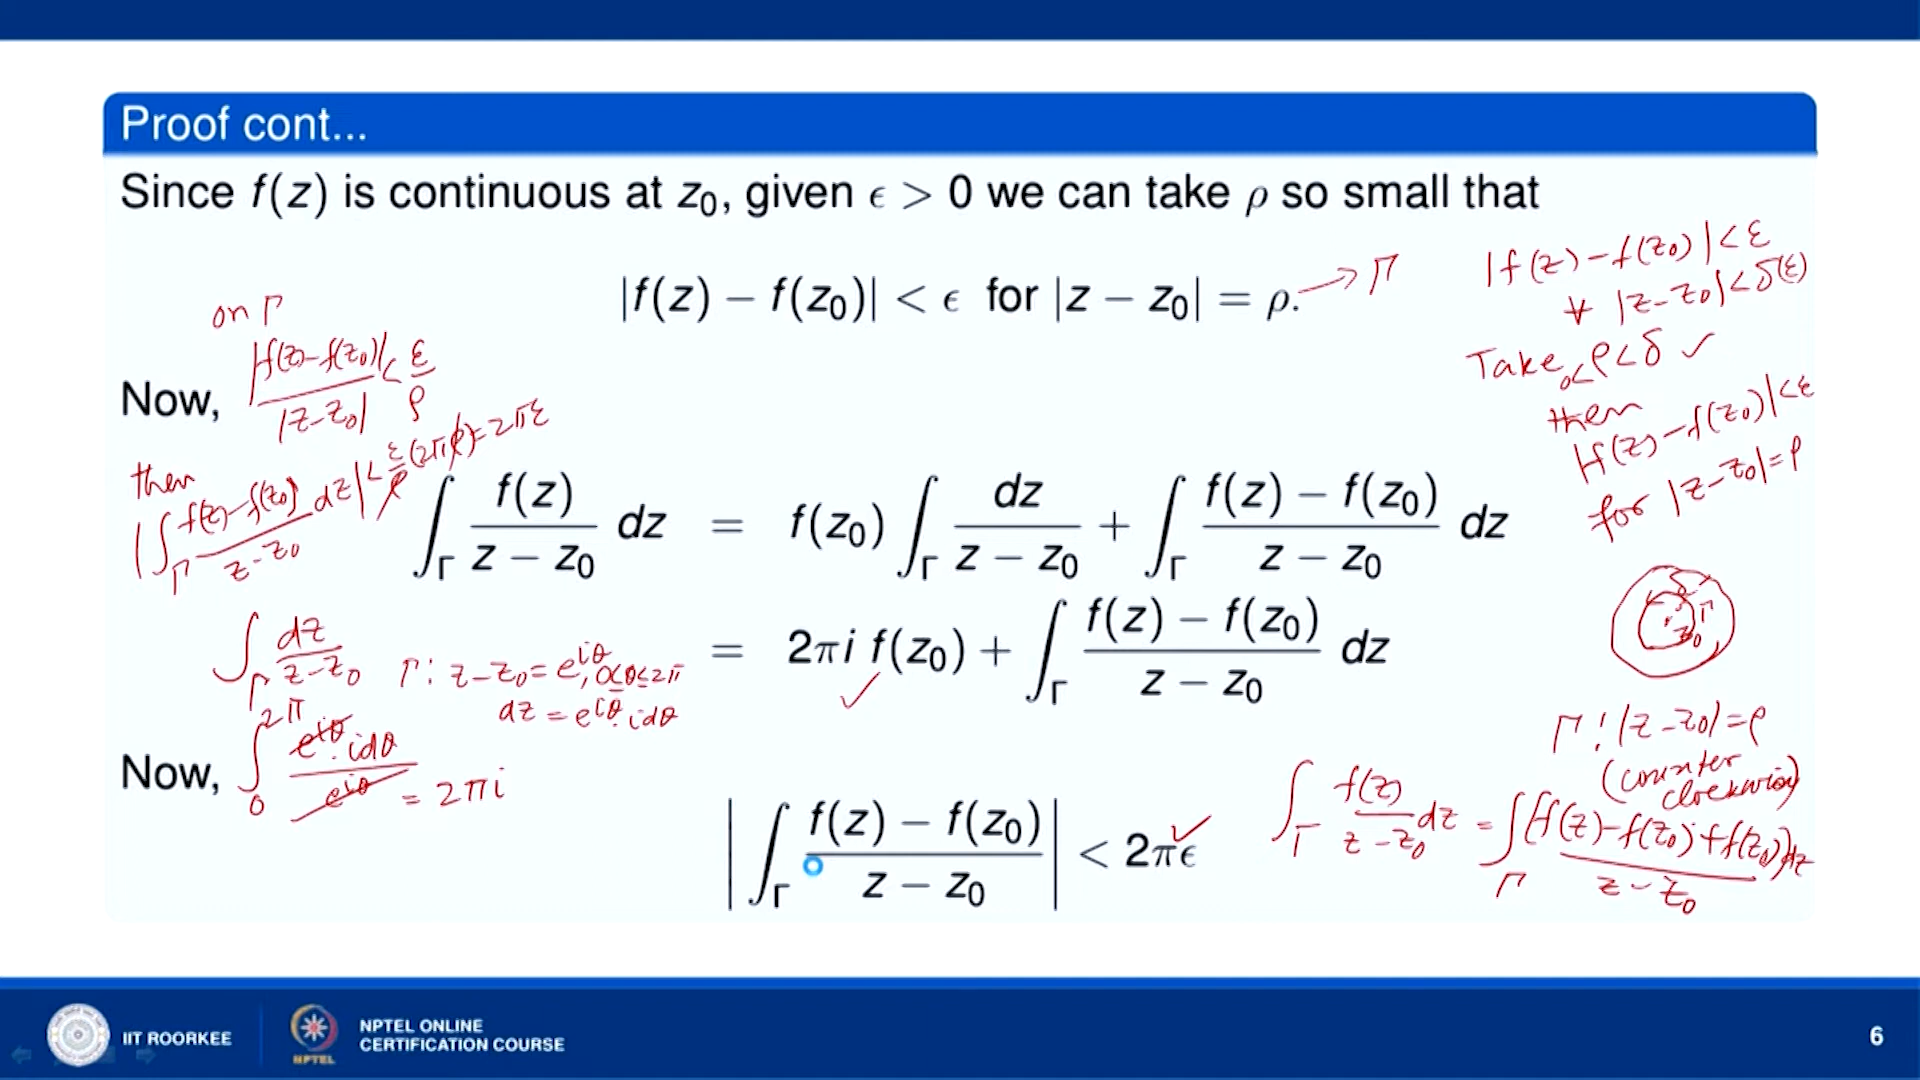 Proof cont...
Since f(z) is continuous at z₀, given ϵ > 0 we can take ρ so small that
|f(z) − f(z₀)| < ϵ for |z − z₀| = ρ. → Γ
|f(z) − f(z₀)| < ε
∀ |z − z₀| < δ(ε)
Take 0< ρ < δ ✓
then
|f(z) − f(z₀)| < ε
for |z − z₀| = ρ
on Γ
|f(z) − f(z₀)| / |z − z₀| < ε/ρ
Now,
then
|∫_Γ (f(z) − f(z₀))/(z − z₀) dz| < ε/ρ (2πρ) = 2πε
∫_Γ f(z)/(z − z₀) dz = f(z₀) ∫_Γ dz/(z − z₀) + ∫_Γ (f(z) − f(z₀))/(z − z₀) dz
= 2πi f(z₀) + ∫_Γ (f(z) − f(z₀))/(z − z₀) dz
✓
δ Γ
z₀
∫_Γ dz/(z − z₀) Γ: z − z₀ = e^{iθ}, 0≤θ≤2π
dz = e^{iθ}.idθ
Now, ∫_0^{2π} e^{iθ}.idθ / e^{iθ} = 2πi
Γ: |z − z₀| = ρ
(counter
clockwise)
|∫_Γ (f(z) − f(z₀))/(z − z₀)| < 2πϵ ✓
∫_Γ f(z)/(z − z₀) dz = ∫_Γ (f(z) − f(z₀) + f(z₀))dz/(z − z₀)
IIT ROORKEE
NPTEL
NPTEL ONLINE
CERTIFICATION COURSE
6